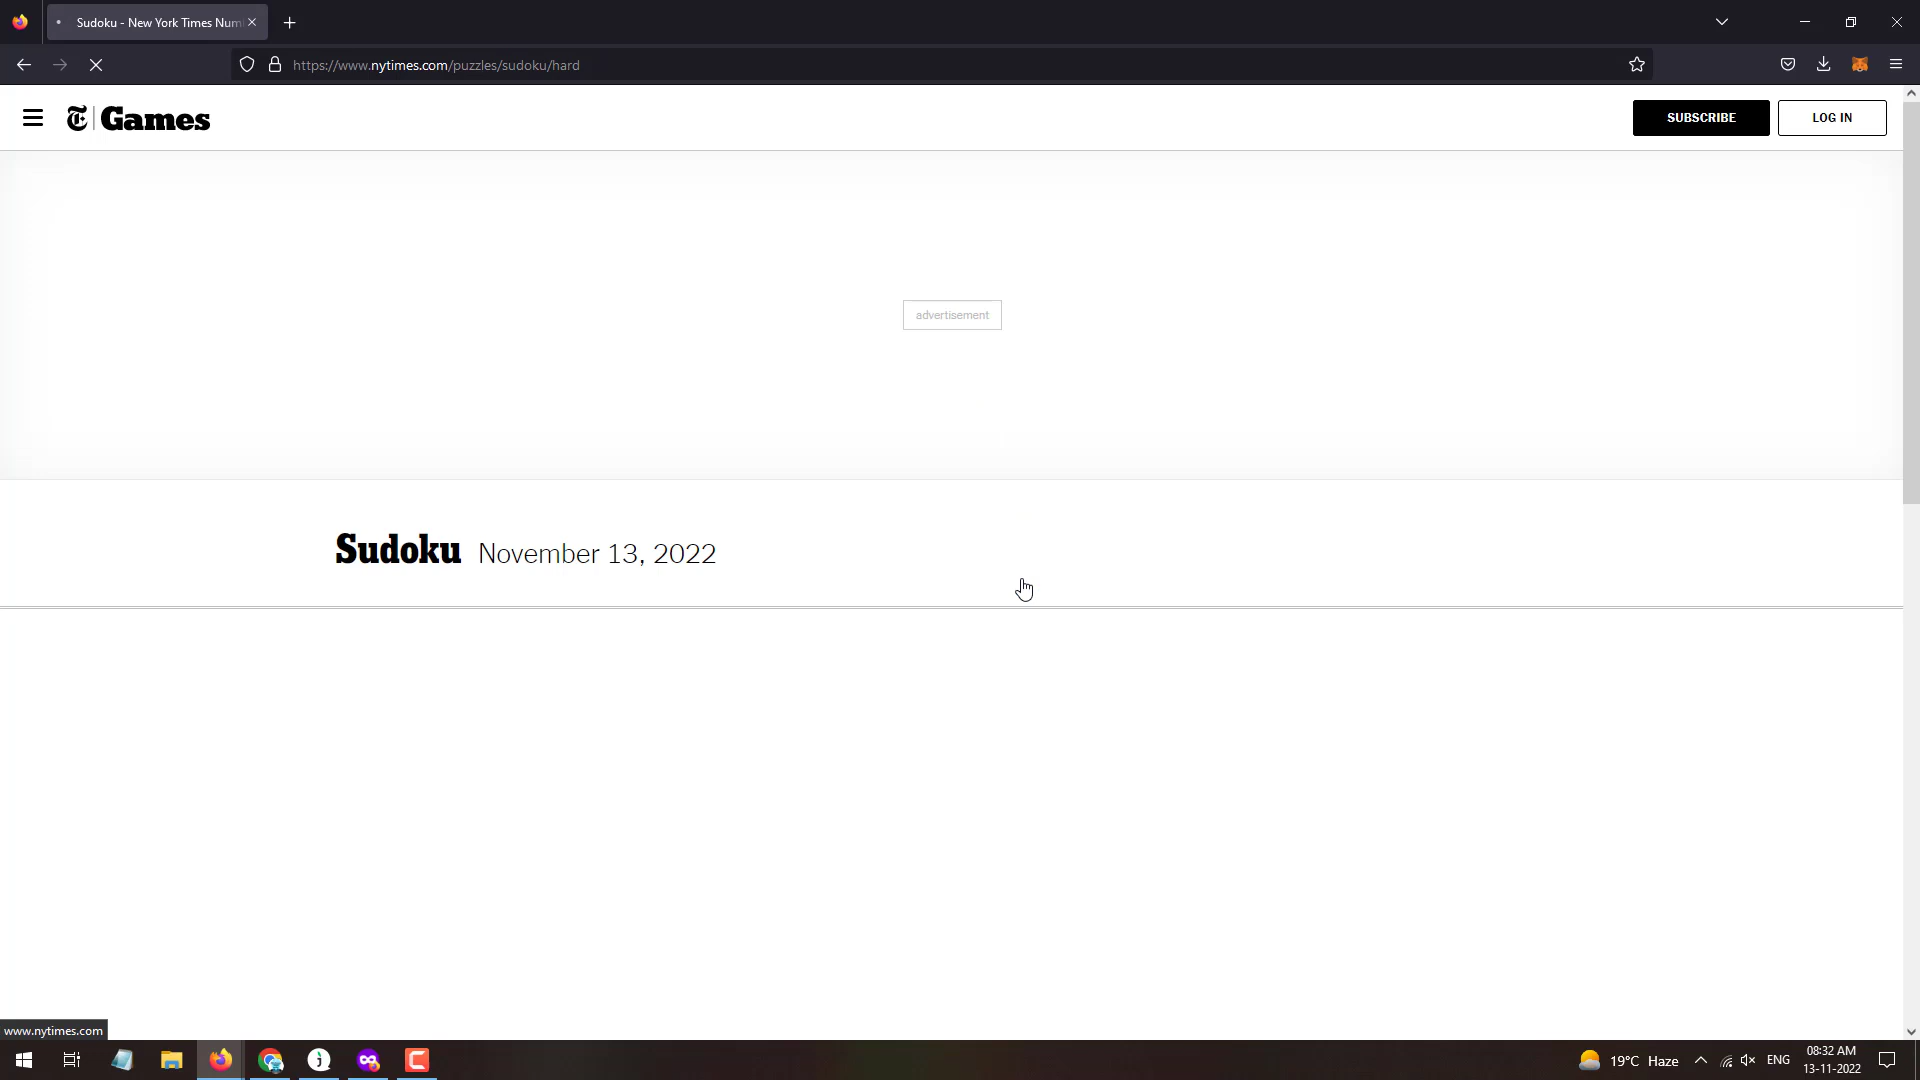 Sudoku - New York Times Num
https://www.nytimes.com/puzzles/sudoku/hard
T Games
SUBSCRIBE
LOG IN
advertisement
Sudoku November 13, 2022
www.nytimes.com
19°C Haze
ENG
08:32 AM
13-11-2022